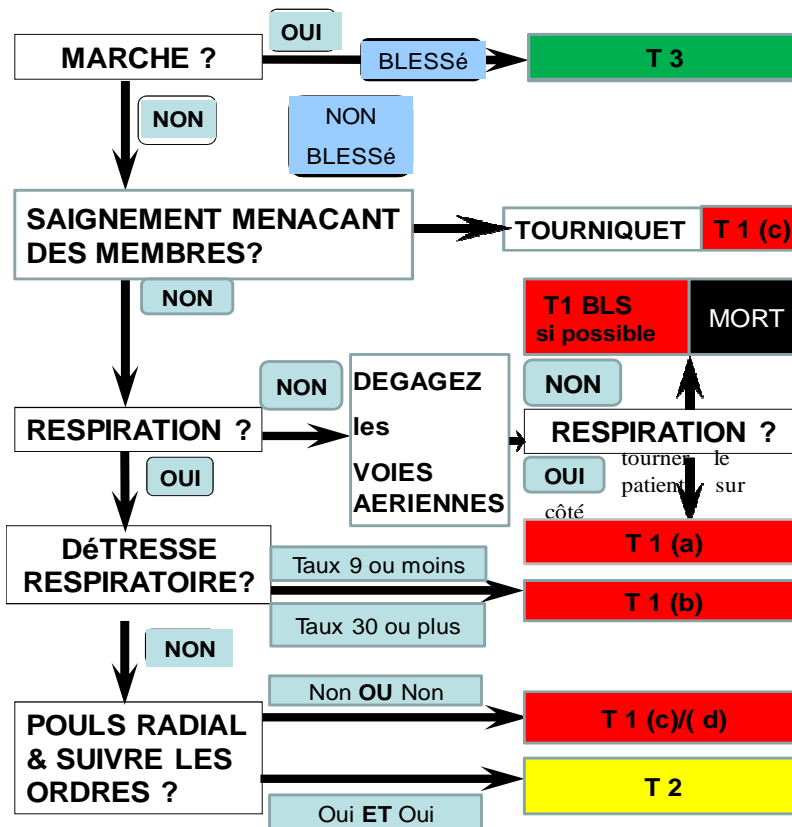 OUI
MARCHE ?
BLESSé
T 3
NON
NON
BLESSé
SAIGNEMENT MENACANT
DES MEMBRES?
TOURNIQUET
T 1 (c)
NON
T1 BLS
si possible
MORT
NON
DEGAGEZ
les
VOIES
AERIENNES
NON
RESPIRATION ?
RESPIRATION ?
OUI
OUI
tourner le
patient sur
côté
DéTRESSE
RESPIRATOIRE?
Taux 9 ou moins
Taux 30 ou plus
T 1 (a)
T 1 (b)
NON
POULS RADIAL
& SUIVRE LES
ORDRES ?
Non OU Non
T 1 (c)/( d)
Oui ET Oui
T 2